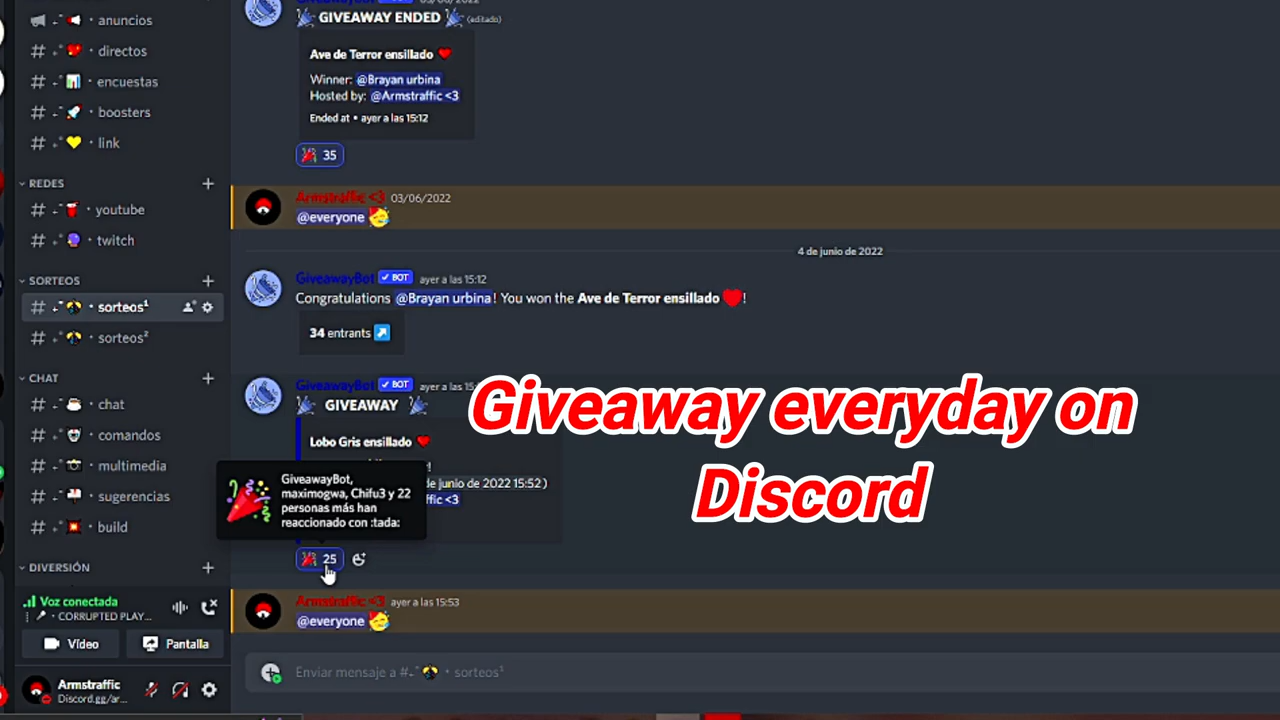 anuncios
# directos
# encuestas
# boosters
# link
REDES +
# youtube
# twitch
SORTEOS +
# sorteos¹
# sorteos²
CHAT +
# chat
# comandos
# multimedia
# sugerencias
# build
DIVERSIÓN +
Voz conectada
CORRUPTED PLAY...
Vídeo
Pantalla
Armstraffic
Discord.gg/ar...
GIVEAWAY ENDED (editado)
Ave de Terror ensillado
Winner: @Brayan urbina
Hosted by: @Armstraffic <3
Ended at • ayer a las 15:12
35
Armstraffic <3 03/06/2022
@everyone
4 de junio de 2022
GiveawayBot ✓ BOT ayer a las 15:12
Congratulations @Brayan urbina! You won the Ave de Terror ensillado !
34 entrants
GiveawayBot ✓ BOT ayer a las
GIVEAWAY
Lobo Gris ensillado
de junio de 2022 15:52 )
ffic <3
GiveawayBot,
maximogwa, Chifu3 y 22
personas más han
reaccionado con :tada:
25
Armstraffic <3 ayer a las 15:53
@everyone
Enviar mensaje a # sorteos¹
Giveaway everyday on
Discord